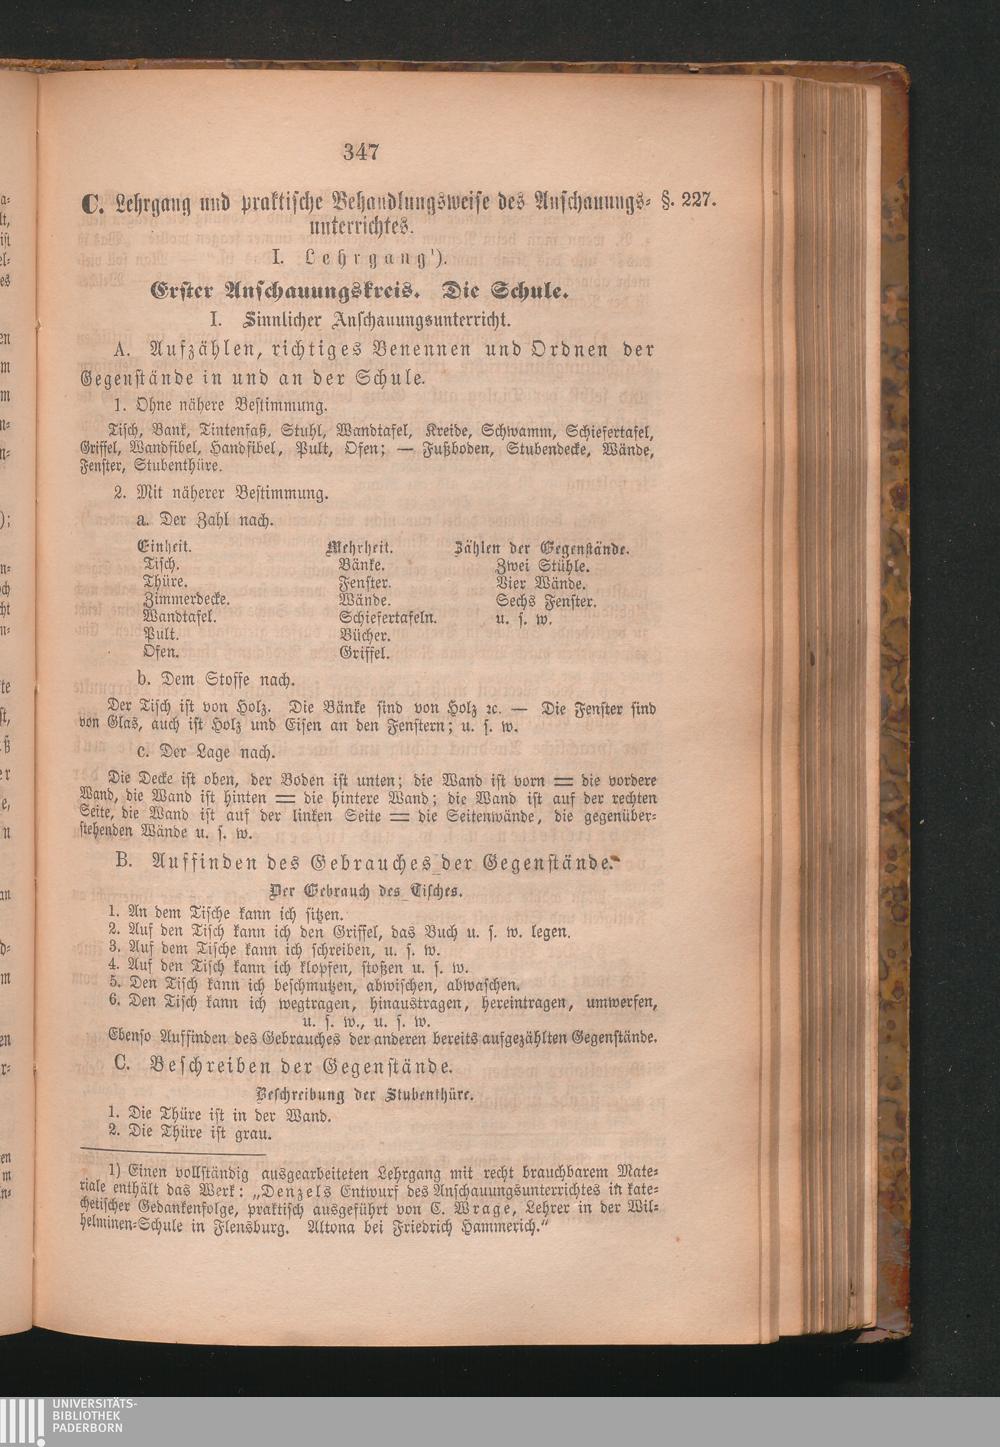 347
C. Lehrgang und praktische Behandlungsweise des Anschauungs- §. 227.
unterrichtes.
I. Lehrgang¹).
Erster Anschauungskreis. Die Schule.
I. Sinnlicher Anschauungsunterricht.
A. Aufzählen, richtiges Benennen und Ordnen der
Gegenstände in und an der Schule.
1. Ohne nähere Bestimmung.
Tisch, Bank, Tintenfaß, Stuhl, Wandtafel, Kreide, Schwamm, Schiefertafel,
Griffel, Wandfibel, Handfibel, Pult, Ofen; — Fußboden, Stubendecke, Wände,
Fenster, Stubenthüre.
2. Mit näherer Bestimmung.
a. Der Zahl nach.
Einheit. Mehrheit. Zählen der Gegenstände.
Tisch. Bänke. Zwei Stühle.
Thüre. Fenster. Vier Wände.
Zimmerdecke. Wände. Sechs Fenster.
Wandtafel. Schiefertafeln. u. s. w.
Pult. Bücher.
Ofen. Griffel.
b. Dem Stoffe nach.
Der Tisch ist von Holz. Die Bänke sind von Holz ꝛc. — Die Fenster sind
von Glas, auch ist Holz und Eisen an den Fenstern; u. s. w.
c. Der Lage nach.
Die Decke ist oben, der Boden ist unten; die Wand ist vorn = die vordere
Wand, die Wand ist hinten = die hintere Wand; die Wand ist auf der rechten
Seite, die Wand ist auf der linken Seite = die Seitenwände, die gegenüber-
stehenden Wände u. s. w.
B. Auffinden des Gebrauches der Gegenstände.
Der Gebrauch des Tisches.
1. An dem Tische kann ich sitzen.
2. Auf den Tisch kann ich den Griffel, das Buch u. s. w. legen.
3. Auf dem Tische kann ich schreiben, u. s. w.
4. Auf den Tisch kann ich klopfen, stoßen u. s. w.
5. Den Tisch kann ich beschmutzen, abwischen, abwaschen.
6. Den Tisch kann ich wegtragen, hinaustragen, hereintragen, umwerfen,
u. s. w., u. s. w.
Ebenso Auffinden des Gebrauches der anderen bereits aufgezählten Gegenstände.
C. Beschreiben der Gegenstände.
Beschreibung der Stubenthüre.
1. Die Thüre ist in der Wand.
2. Die Thüre ist grau.
1) Einen vollständig ausgearbeiteten Lehrgang mit recht brauchbarem Mate-
riale enthält das Werk: „Denzels Entwurf des Anschauungsunterrichtes in kate-
chetischer Gedankenfolge, praktisch ausgeführt von C. Wrage, Lehrer in der Wil-
helminen-Schule in Flensburg. Altona bei Friedrich Hammerich."
UNIVERSITÄTS-
BIBLIOTHEK
PADERBORN